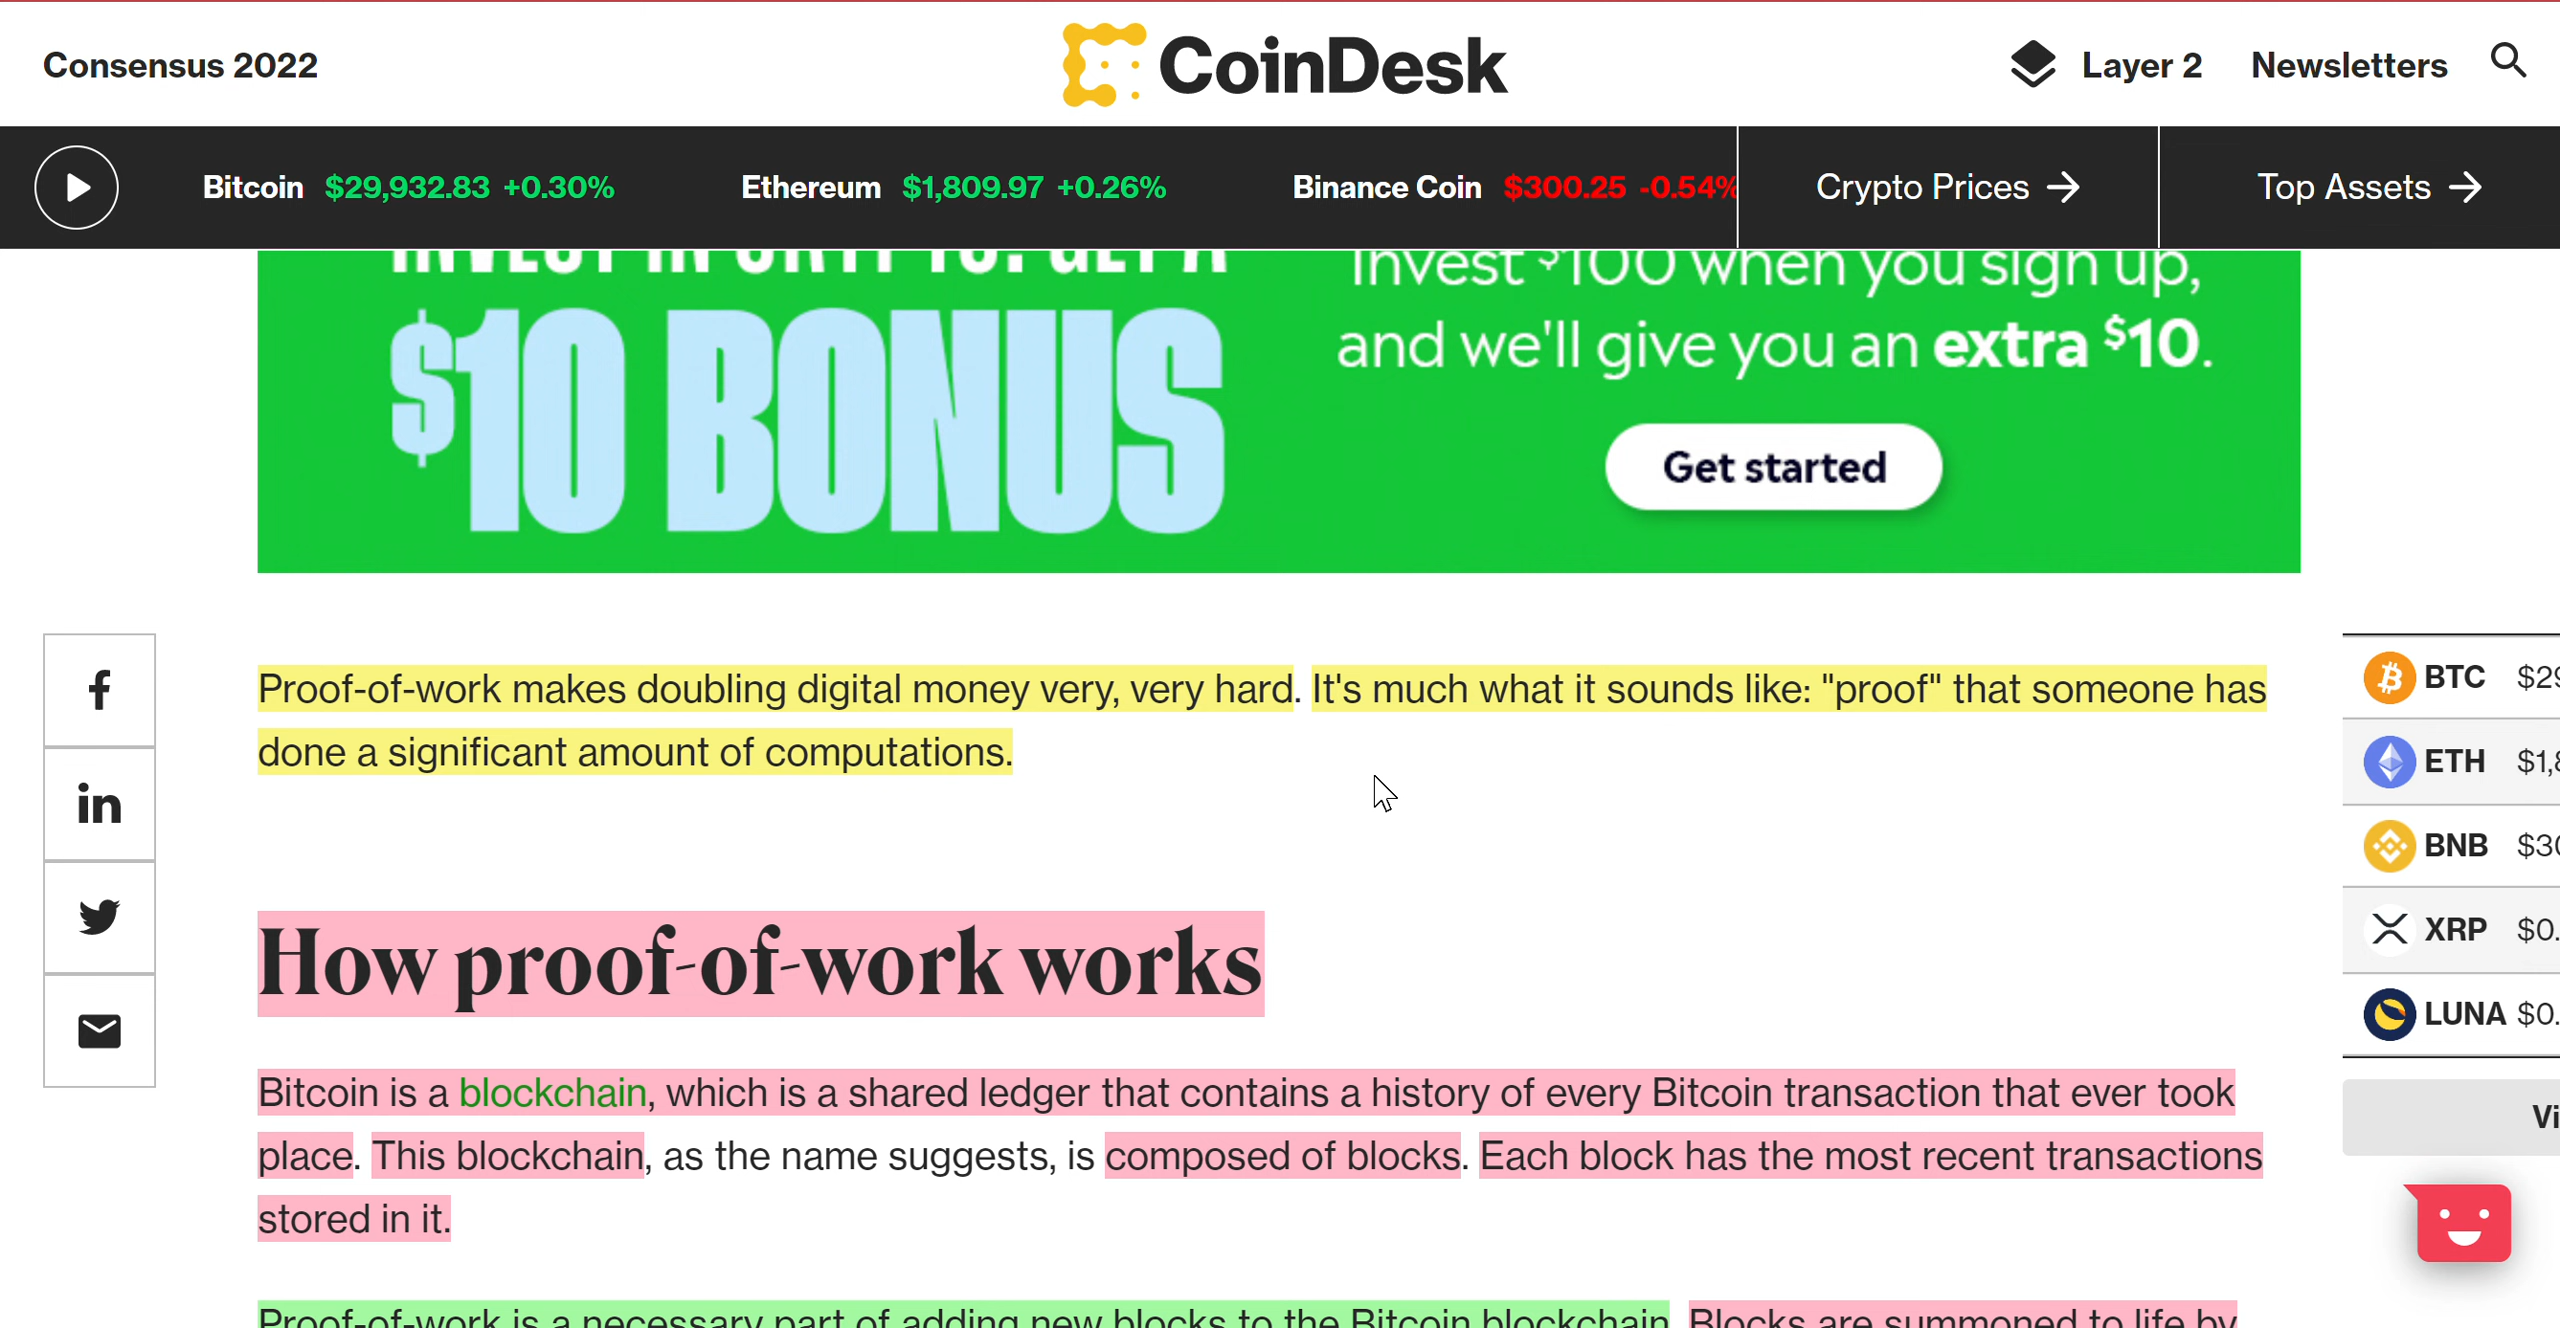 Consensus 2022
CoinDesk
Layer 2
Newsletters
Bitcoin $29,932.83 +0.30%
Ethereum $1,809.97 +0.26%
Binance Coin $300.25 -0.54%
Crypto Prices →
Top Assets →
INVEST IN CRYPTO. GET A
$10 BONUS
Invest $100 when you sign up,
and we'll give you an extra $10.
Get started
f
in
Proof-of-work makes doubling digital money very, very hard. It's much what it sounds like: "proof" that someone has
done a significant amount of computations.
How proof-of-work works
Bitcoin is a blockchain, which is a shared ledger that contains a history of every Bitcoin transaction that ever took
place. This blockchain, as the name suggests, is composed of blocks. Each block has the most recent transactions
stored in it.
Proof-of-work is a necessary part of adding new blocks to the Bitcoin blockchain. Blocks are summoned to life by
BTC $29
ETH $1,8
BNB $30
XRP $0.
LUNA $0.
Vi